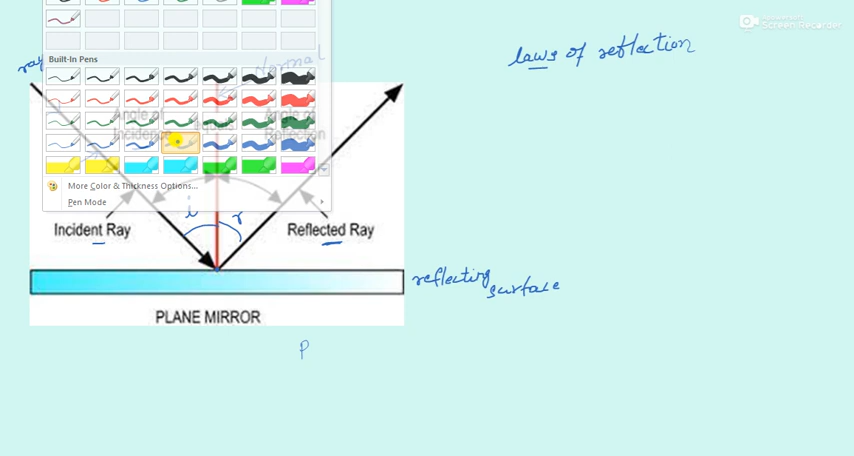 SCREEN RECORDER
laws of reflection
Built-In Pens
ray
Normal
Angle of
Incidence
Angle of
Reflection
More Color & Thickness Options...
Pen Mode
i r
Incident Ray
Reflected Ray
reflecting
surface
PLANE MIRROR
P